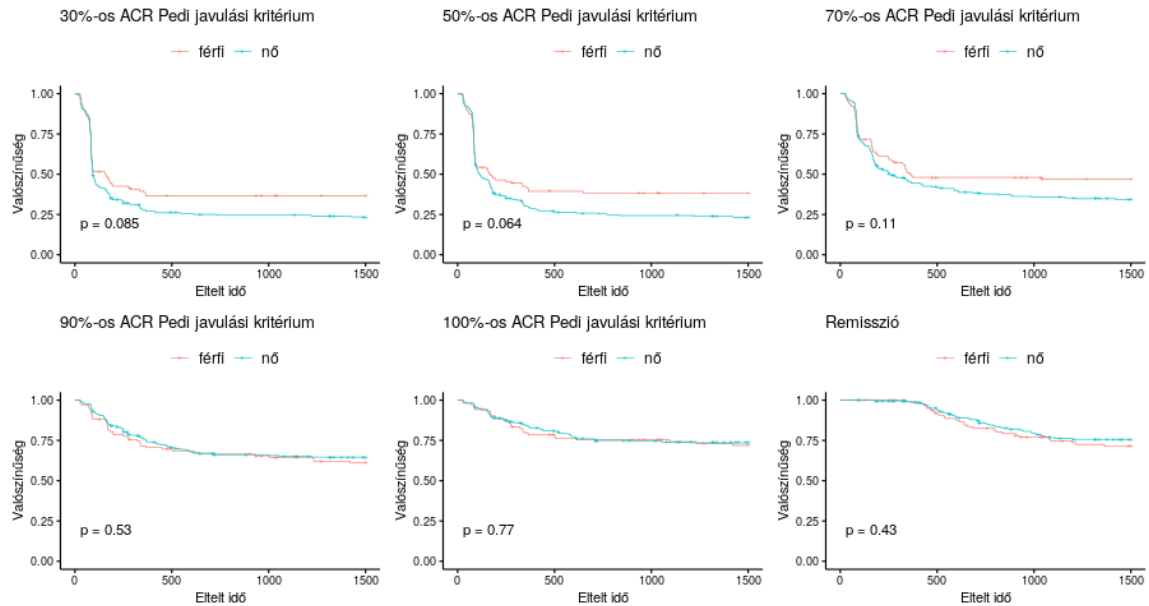 30%-os ACR Pedi javulási kritérium
férfi nő
Valószínűség
1.00
0.75
0.50
0.25
0.00
p = 0.085
0 500 1000 1500
Eltelt idő
50%-os ACR Pedi javulási kritérium
férfi nő
Valószínűség
1.00
0.75
0.50
0.25
0.00
p = 0.064
0 500 1000 1500
Eltelt idő
70%-os ACR Pedi javulási kritérium
férfi nő
Valószínűség
1.00
0.75
0.50
0.25
0.00
p = 0.11
0 500 1000 1500
Eltelt idő
90%-os ACR Pedi javulási kritérium
férfi nő
Valószínűség
1.00
0.75
0.50
0.25
0.00
p = 0.53
0 500 1000 1500
Eltelt idő
100%-os ACR Pedi javulási kritérium
férfi nő
Valószínűség
1.00
0.75
0.50
0.25
0.00
p = 0.77
0 500 1000 1500
Eltelt idő
Remisszió
férfi nő
Valószínűség
1.00
0.75
0.50
0.25
0.00
p = 0.43
0 500 1000 1500
Eltelt idő